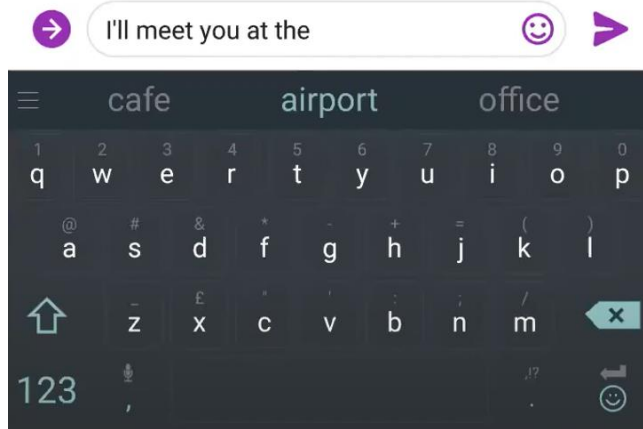 I'll meet you at the
cafe airport office
1 2 3 4 5 6 7 8 9 0
q w e r t y u i o p
@ # & * - + = ( )
a s d f g h j k l
_ £ " ' : ; /
z x c v b n m
123 , ,!? .